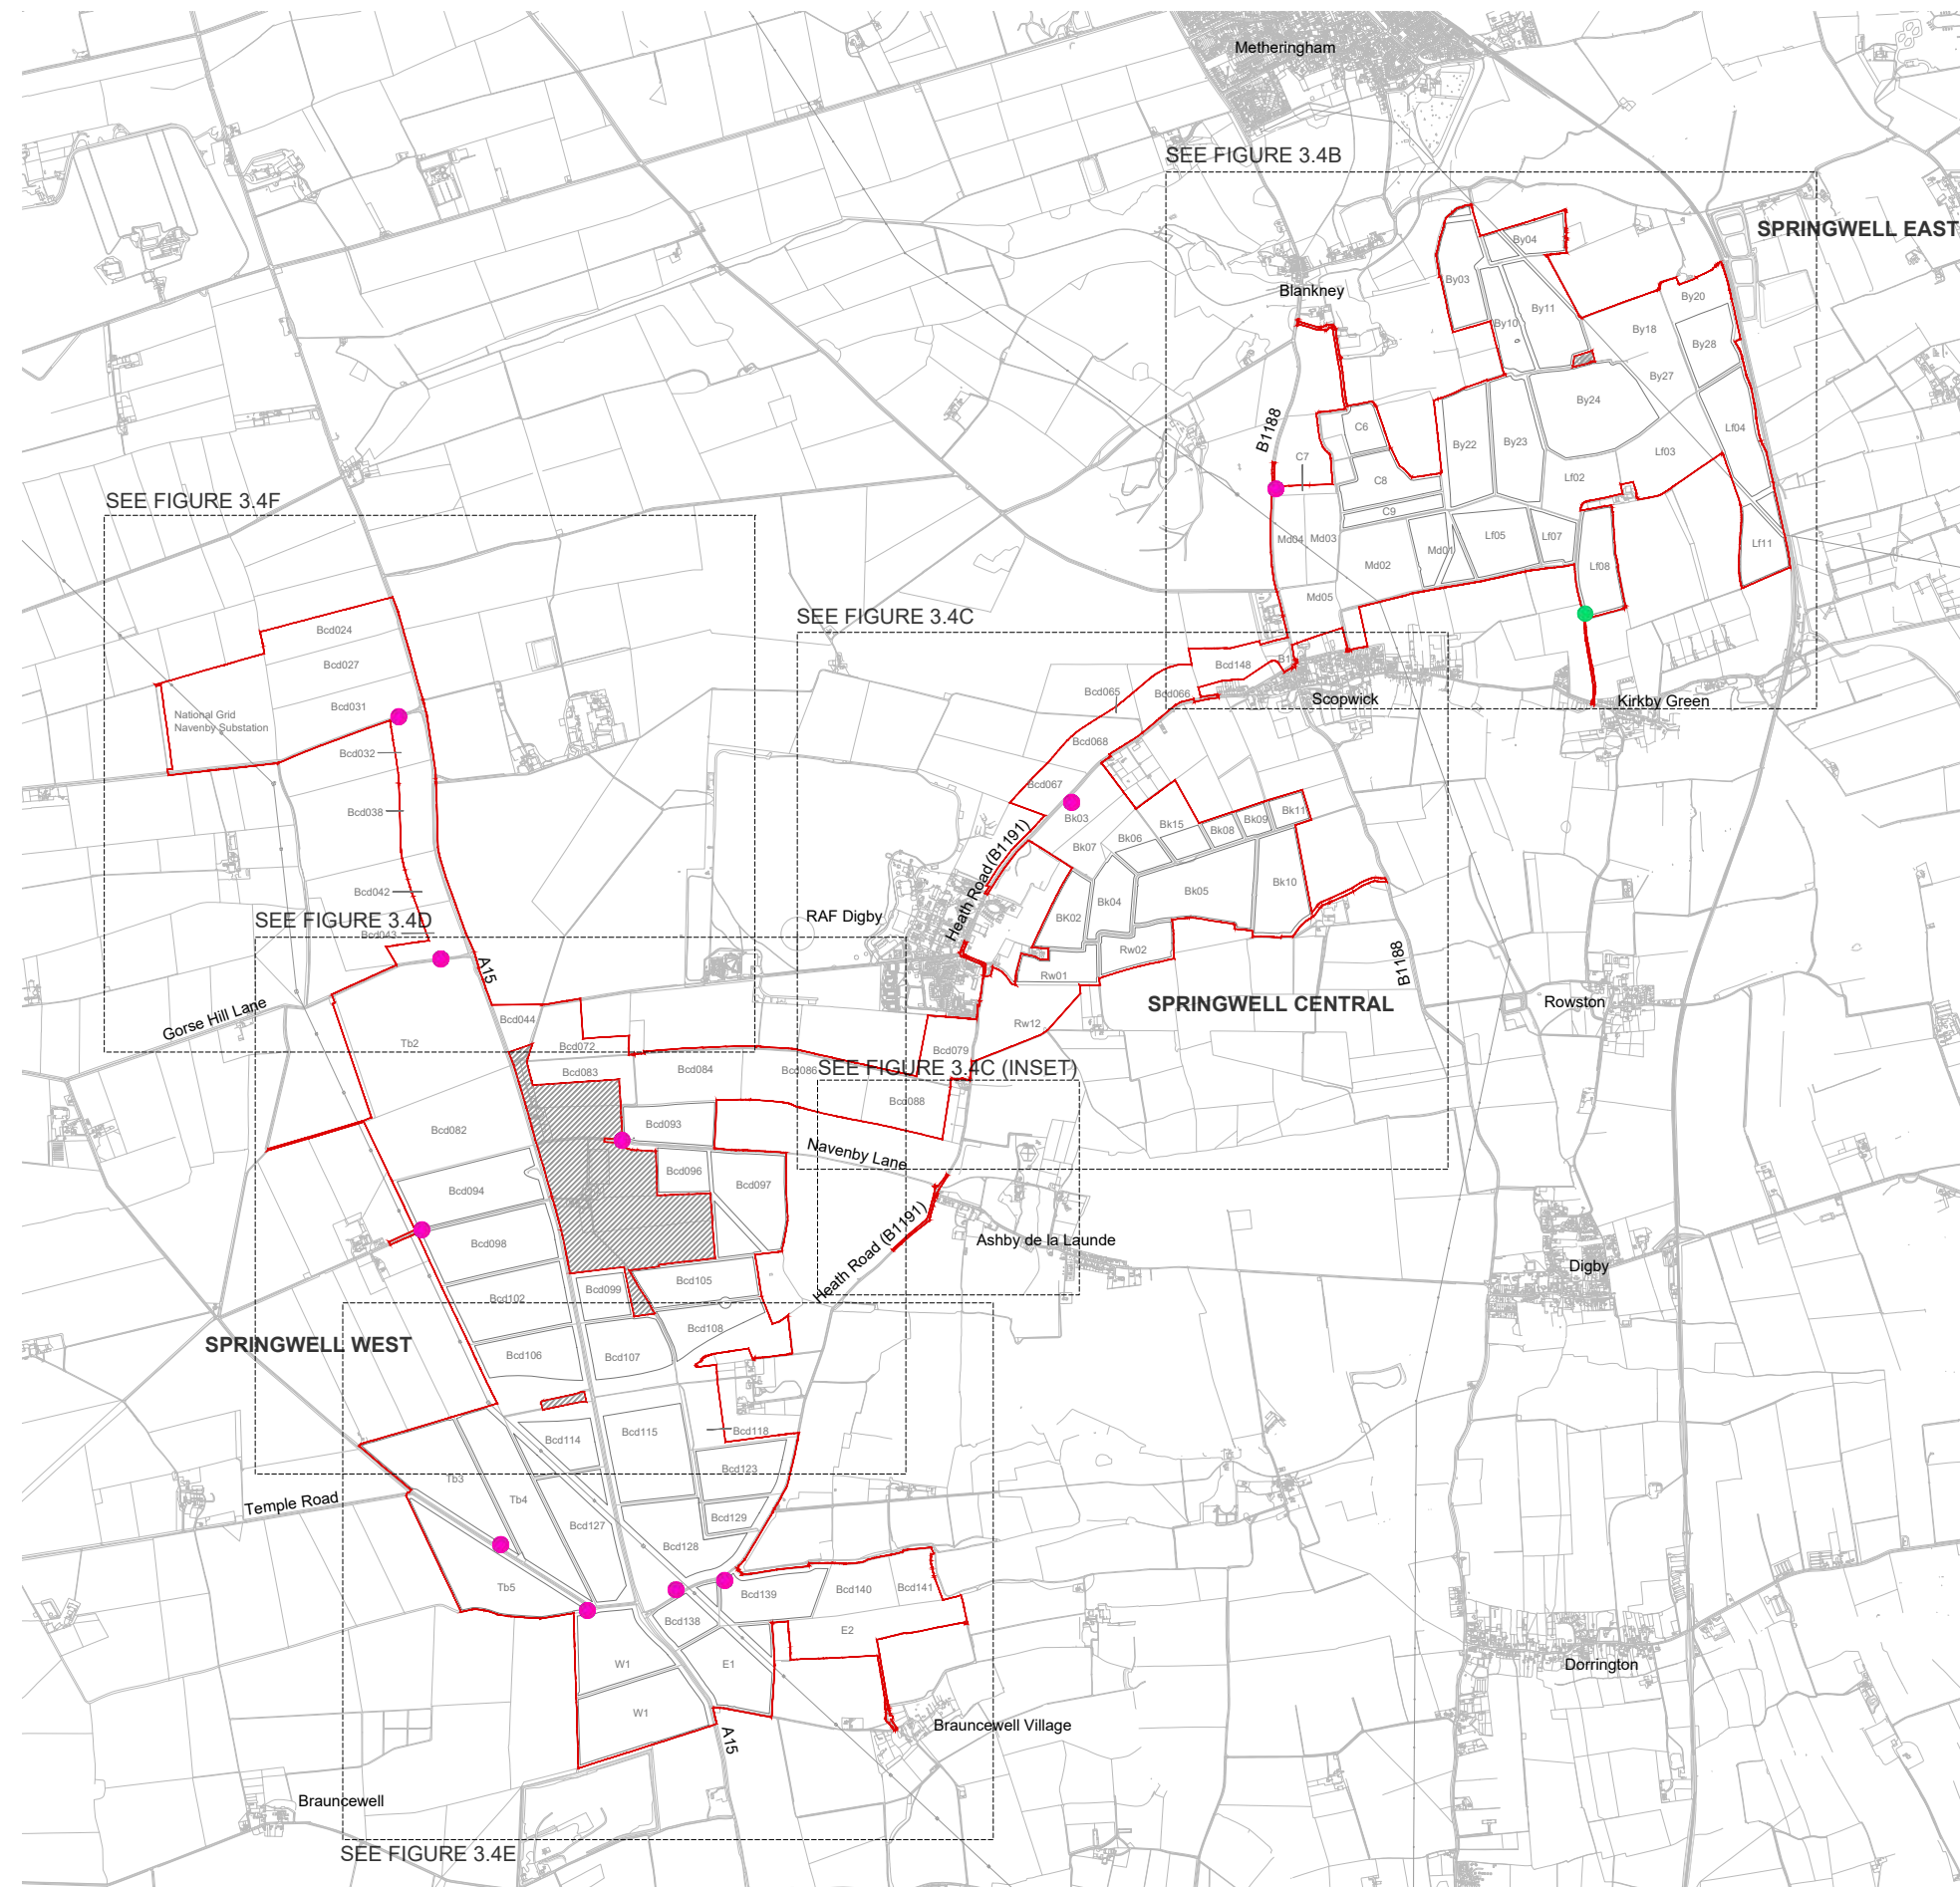 Metheringham
SEE FIGURE 3.4B
SPRINGWELL EAST
By04
By03
Blankney
By20
By11
By10
By18
By28
By27
By24
B1188
C6
By22
By23
Lf04
C7
Lf03
C8
Lf02
C9
SEE FIGURE 3.4F
Md04
Md03
Md01
Lf05
Lf07
Lf11
Md02
Lf08
Md05
SEE FIGURE 3.4C
Bcd024
Bcd027
Bcd148
Bcd065
Bcd066
Scopwick
Kirkby Green
Bcd031
National Grid
Navenby Substation
Bcd032
Bcd068
Bcd067
Bcd038
Bk03
Bk15
Bk08
Bk09
Bk11
Bk06
Bk07
Heath Road (B1191)
Bcd042
Bk05
Bk10
Bk04
BK02
RAF Digby
SEE FIGURE 3.4D
Bcd043
Rw02
A15
Rw01
B1188
SPRINGWELL CENTRAL
Rowston
Gorse Hill Lane
Bcd044
Rw12
Tb2
Bcd072
Bcd079
Bcd083
Bcd084
Bcd086
SEE FIGURE 3.4C (INSET)
Bcd088
Bcd093
Bcd082
Navenby Lane
Bcd096
Bcd097
Bcd094
Ashby de la Launde
Bcd098
Heath Road (B1191)
Digby
Bcd105
Bcd099
Bcd102
Bcd108
SPRINGWELL WEST
Bcd106
Bcd107
Bcd115
Bcd118
Bcd114
Bcd123
Tb3
Temple Road
Tb4
Bcd127
Bcd129
Bcd128
Tb5
Bcd139
Bcd140
Bcd141
Bcd138
E2
E1
W1
Dorrington
W1
A15
Brauncewell Village
Brauncewell
SEE FIGURE 3.4E